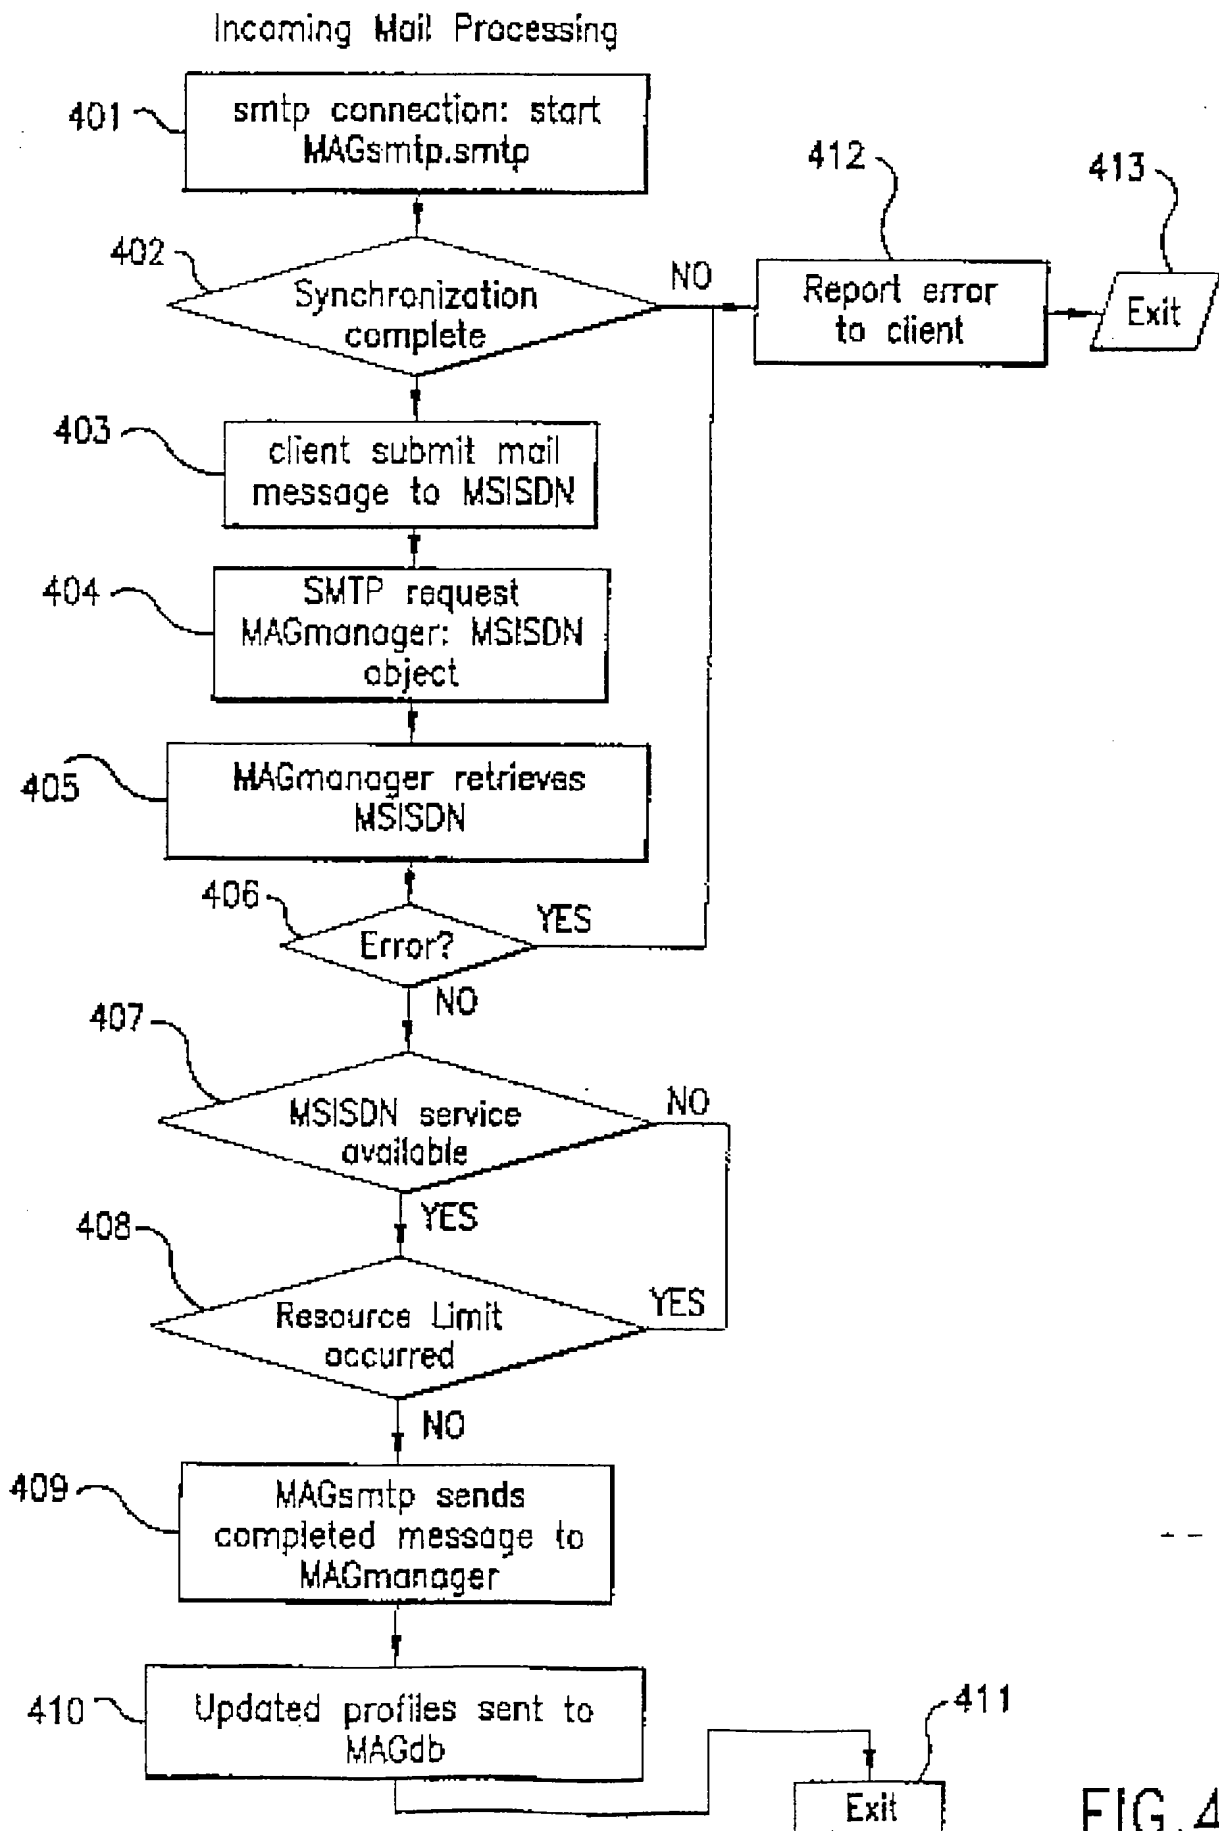 Incoming Mail Processing
401
smtp connection: start
MAGsmtp.smtp
412
413
402
Synchronization
complete
NO
Report error
to client
Exit
403
client submit mail
message to MSISDN
404
SMTP request
MAGmanager: MSISDN
object
405
MAGmanager retrieves
MSISDN
406
Error?
YES
NO
407
MSISDN service
available
NO
YES
408
Resource Limit
occurred
YES
NO
409
MAGsmtp sends
completed message to
MAGmanager
410
Updated profiles sent to
MAGdb
411
Exit
FIG.4